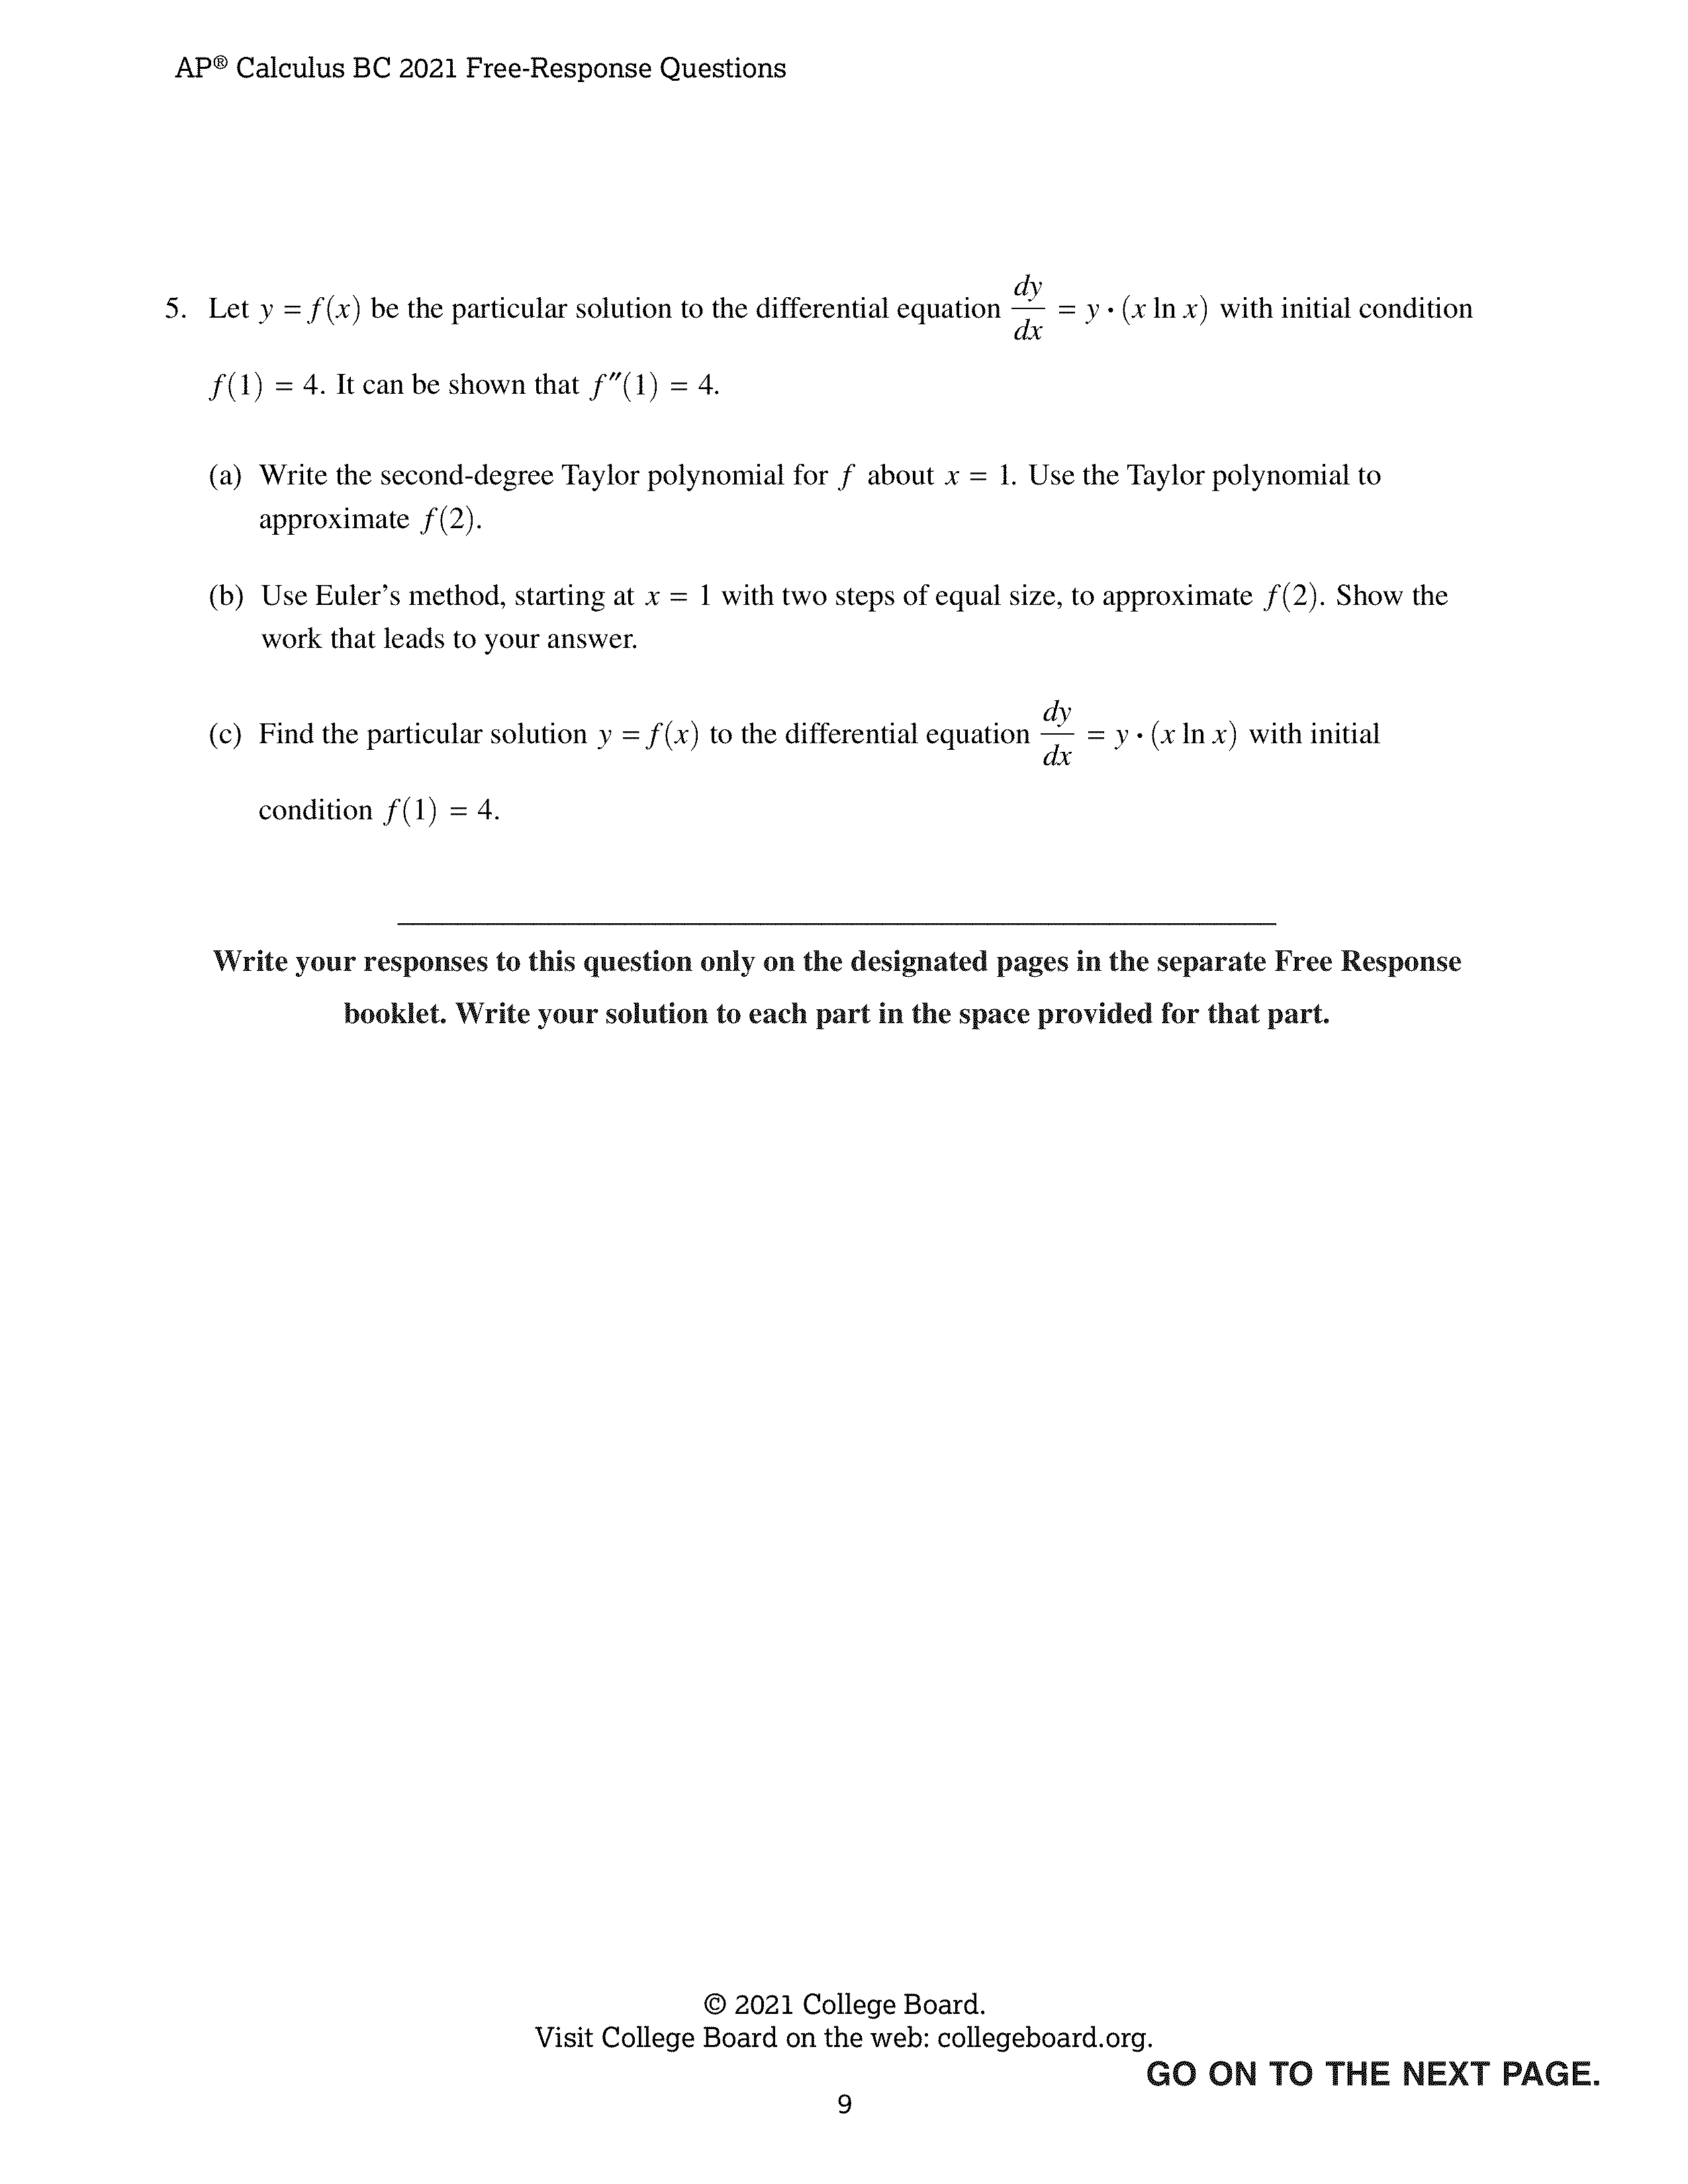 AP® Calculus BC 2021 Free-Response Questions
5. Let y = f(x) be the particular solution to the differential equation dy/dx = y · (x ln x) with initial condition
f(1) = 4. It can be shown that f″(1) = 4.
(a) Write the second-degree Taylor polynomial for f about x = 1. Use the Taylor polynomial to
approximate f(2).
(b) Use Euler’s method, starting at x = 1 with two steps of equal size, to approximate f(2). Show the
work that leads to your answer.
(c) Find the particular solution y = f(x) to the differential equation dy/dx = y · (x ln x) with initial
condition f(1) = 4.
Write your responses to this question only on the designated pages in the separate Free Response
booklet. Write your solution to each part in the space provided for that part.
© 2021 College Board.
Visit College Board on the web: collegeboard.org.
GO ON TO THE NEXT PAGE.
9